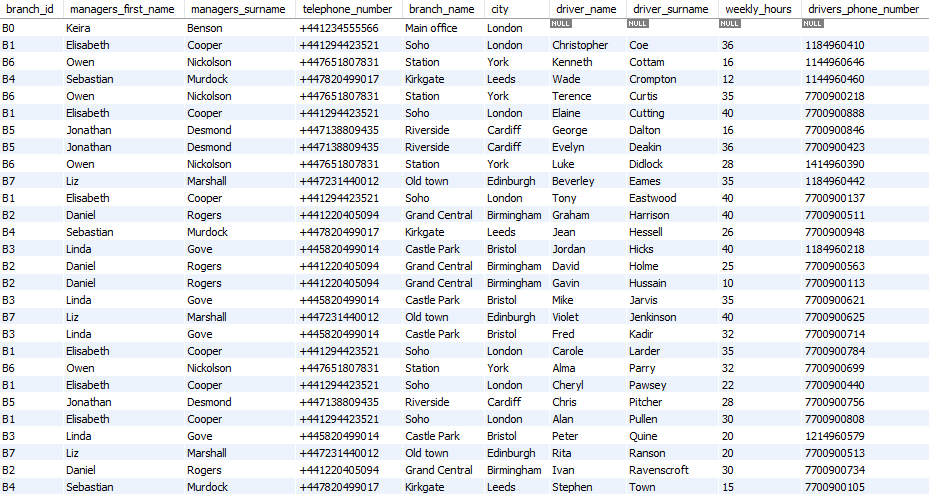 branch_id managers_first_name managers_surname telephone_number branch_name city driver_name driver_surname weekly_hours drivers_phone_number
B0 Keira Benson +441234555566 Main office London NULL NULL NULL NULL
B1 Elisabeth Cooper +441294423521 Soho London Christopher Coe 36 1184960410
B6 Owen Nickolson +447651807831 Station York Kenneth Cottam 16 1144960646
B4 Sebastian Murdock +447820499017 Kirkgate Leeds Wade Crompton 12 1144960460
B6 Owen Nickolson +447651807831 Station York Terence Curtis 35 7700900218
B1 Elisabeth Cooper +441294423521 Soho London Elaine Cutting 40 7700900888
B5 Jonathan Desmond +447138809435 Riverside Cardiff George Dalton 16 7700900846
B5 Jonathan Desmond +447138809435 Riverside Cardiff Evelyn Deakin 36 7700900423
B6 Owen Nickolson +447651807831 Station York Luke Didlock 28 1414960390
B7 Liz Marshall +447231440012 Old town Edinburgh Beverley Eames 35 1184960442
B1 Elisabeth Cooper +441294423521 Soho London Tony Eastwood 40 7700900137
B2 Daniel Rogers +441220405094 Grand Central Birmingham Graham Harrison 40 7700900511
B4 Sebastian Murdock +447820499017 Kirkgate Leeds Jean Hessell 26 7700900948
B3 Linda Gove +445820499014 Castle Park Bristol Jordan Hicks 40 1184960218
B2 Daniel Rogers +441220405094 Grand Central Birmingham David Holme 25 7700900563
B2 Daniel Rogers +441220405094 Grand Central Birmingham Gavin Hussain 10 7700900113
B3 Linda Gove +445820499014 Castle Park Bristol Mike Jarvis 35 7700900621
B7 Liz Marshall +447231440012 Old town Edinburgh Violet Jenkinson 40 7700900625
B3 Linda Gove +445820499014 Castle Park Bristol Fred Kadir 32 7700900714
B1 Elisabeth Cooper +441294423521 Soho London Carole Larder 35 7700900784
B6 Owen Nickolson +447651807831 Station York Alma Parry 32 7700900699
B1 Elisabeth Cooper +441294423521 Soho London Cheryl Pawsey 22 7700900440
B5 Jonathan Desmond +447138809435 Riverside Cardiff Chris Pitcher 28 7700900756
B1 Elisabeth Cooper +441294423521 Soho London Alan Pullen 30 7700900808
B3 Linda Gove +445820499014 Castle Park Bristol Peter Quine 20 1214960579
B7 Liz Marshall +447231440012 Old town Edinburgh Rita Ranson 20 7700900513
B2 Daniel Rogers +441220405094 Grand Central Birmingham Ivan Ravenscroft 30 7700900734
B4 Sebastian Murdock +447820499017 Kirkgate Leeds Stephen Town 15 7700900105